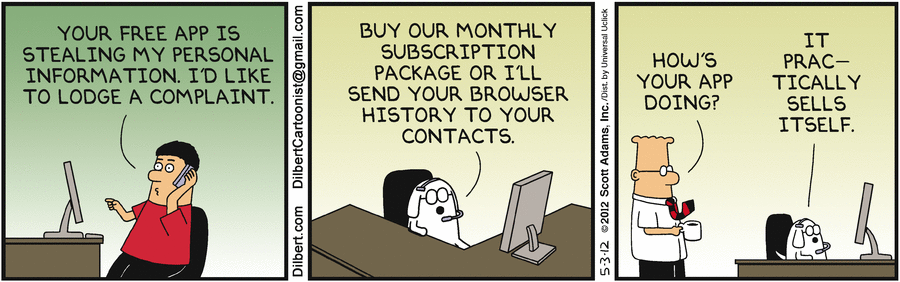 YOUR FREE APP IS
STEALING MY PERSONAL
INFORMATION. I'D LIKE
TO LODGE A COMPLAINT.
Dilbert.com DilbertCartoonist@gmail.com
BUY OUR MONTHLY
SUBSCRIPTION
PACKAGE OR I'LL
SEND YOUR BROWSER
HISTORY TO YOUR
CONTACTS.
5-3-12 © 2012 Scott Adams, Inc. /Dist. by Universal Uclick
HOW'S
YOUR APP
DOING?
IT
PRAC-
TICALLY
SELLS
ITSELF.